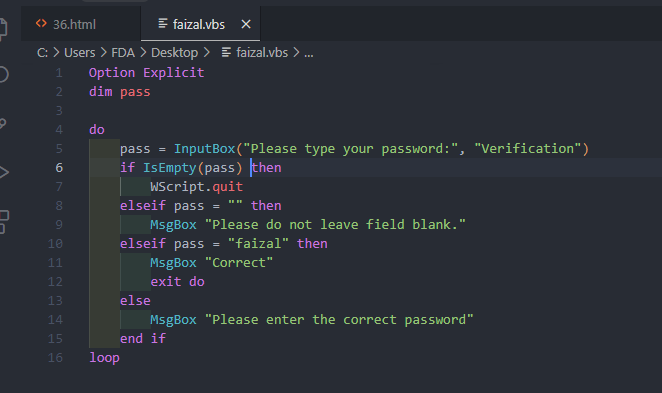 36.html
faizal.vbs
C: > Users > FDA > Desktop > faizal.vbs > ...
1 Option Explicit
2 dim pass
3
4 do
5 pass = InputBox("Please type your password:", "Verification")
6 if IsEmpty(pass) then
7 WScript.quit
8 elseif pass = "" then
9 MsgBox "Please do not leave field blank."
10 elseif pass = "faizal" then
11 MsgBox "Correct"
12 exit do
13 else
14 MsgBox "Please enter the correct password"
15 end if
16 loop